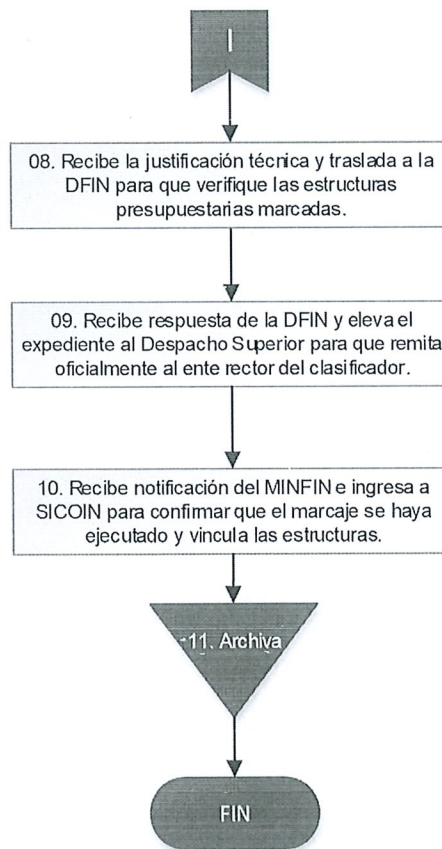 I
08. Recibe la justificación técnica y traslada a la
DFIN para que verifique las estructuras
presupuestarias marcadas.
09. Recibe respuesta de la DFIN y eleva el
expediente al Despacho Superior para que remita
oficialmente al ente rector del clasificador.
10. Recibe notificación del MINFIN e ingresa a
SICOIN para confirmar que el marcaje se haya
ejecutado y vincula las estructuras.
11. Archiva
FIN